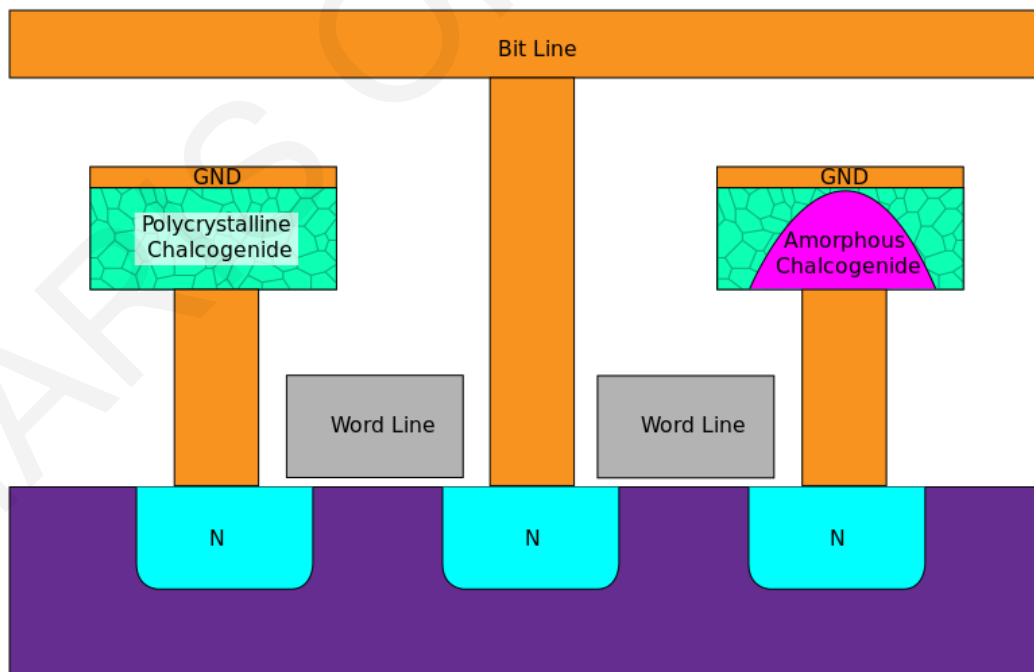 Bit Line
GND
GND
Polycrystalline
Chalcogenide
Amorphous
Chalcogenide
Word Line
Word Line
N
N
N